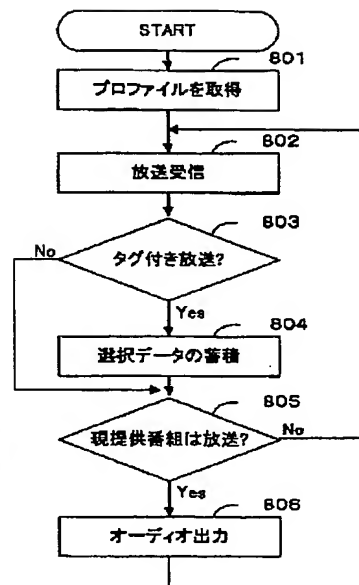 START
801
プロファイルを取得
802
放送受信
803
タグ付き放送?
No
Yes
804
選択データの蓄積
805
現提供番組は放送?
No
Yes
806
オーディオ出力